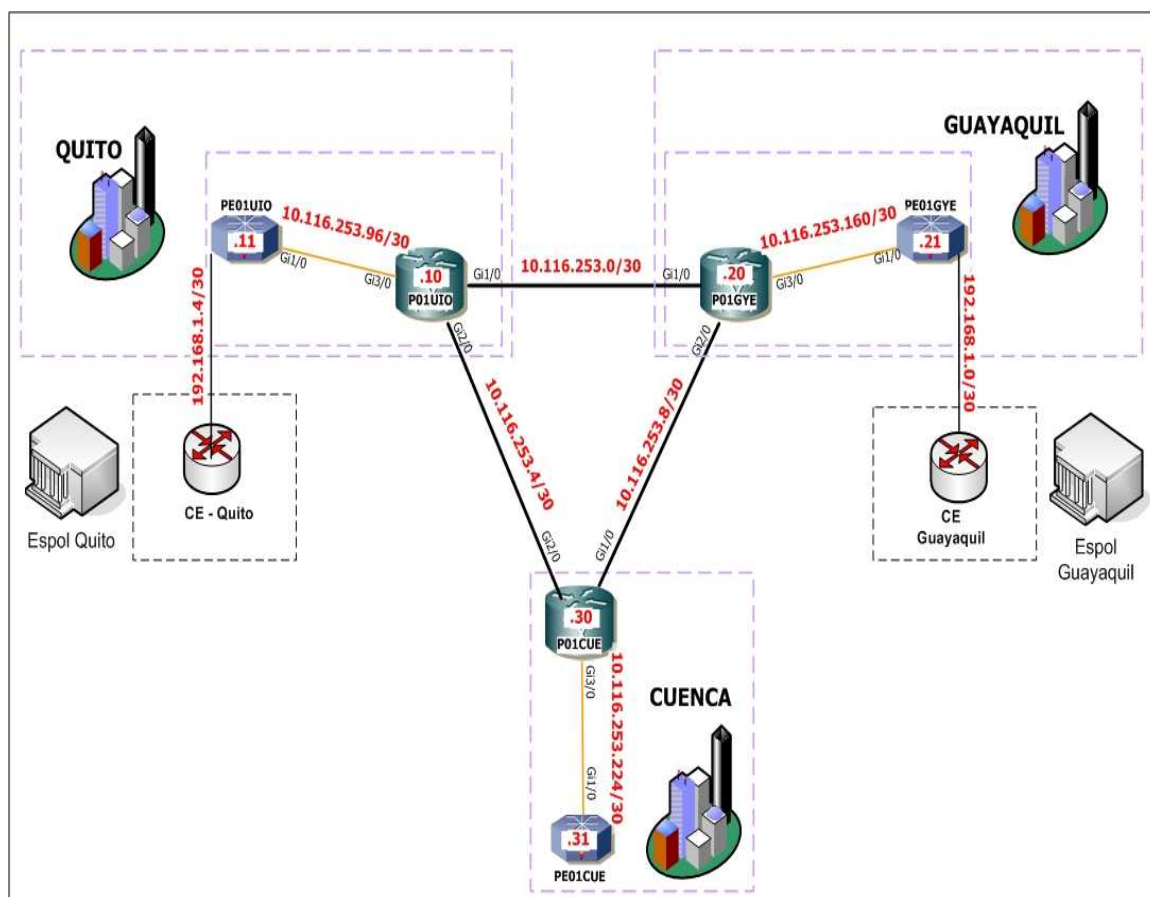 QUITO
GUAYAQUIL
PE01UIO
.11
10.116.253.96/30
Gi1/0
Gi3/0
.10
P01UIO
Gi1/0
10.116.253.0/30
Gi1/0
.20
P01GYE
10.116.253.160/30
PE01GYE
.21
Gi1/0
Gi3/0
Gi2/0
Gi2/0
192.168.1.4/30
192.168.1.0/30
10.116.253.4/30
10.116.253.8/30
Espol Quito
CE - Quito
CE
Guayaquil
Espol
Guayaquil
Gi2/0
Gi1/0
.30
P01CUE
Gi3/0
10.116.253.224/30
CUENCA
Gi1/0
.31
PE01CUE